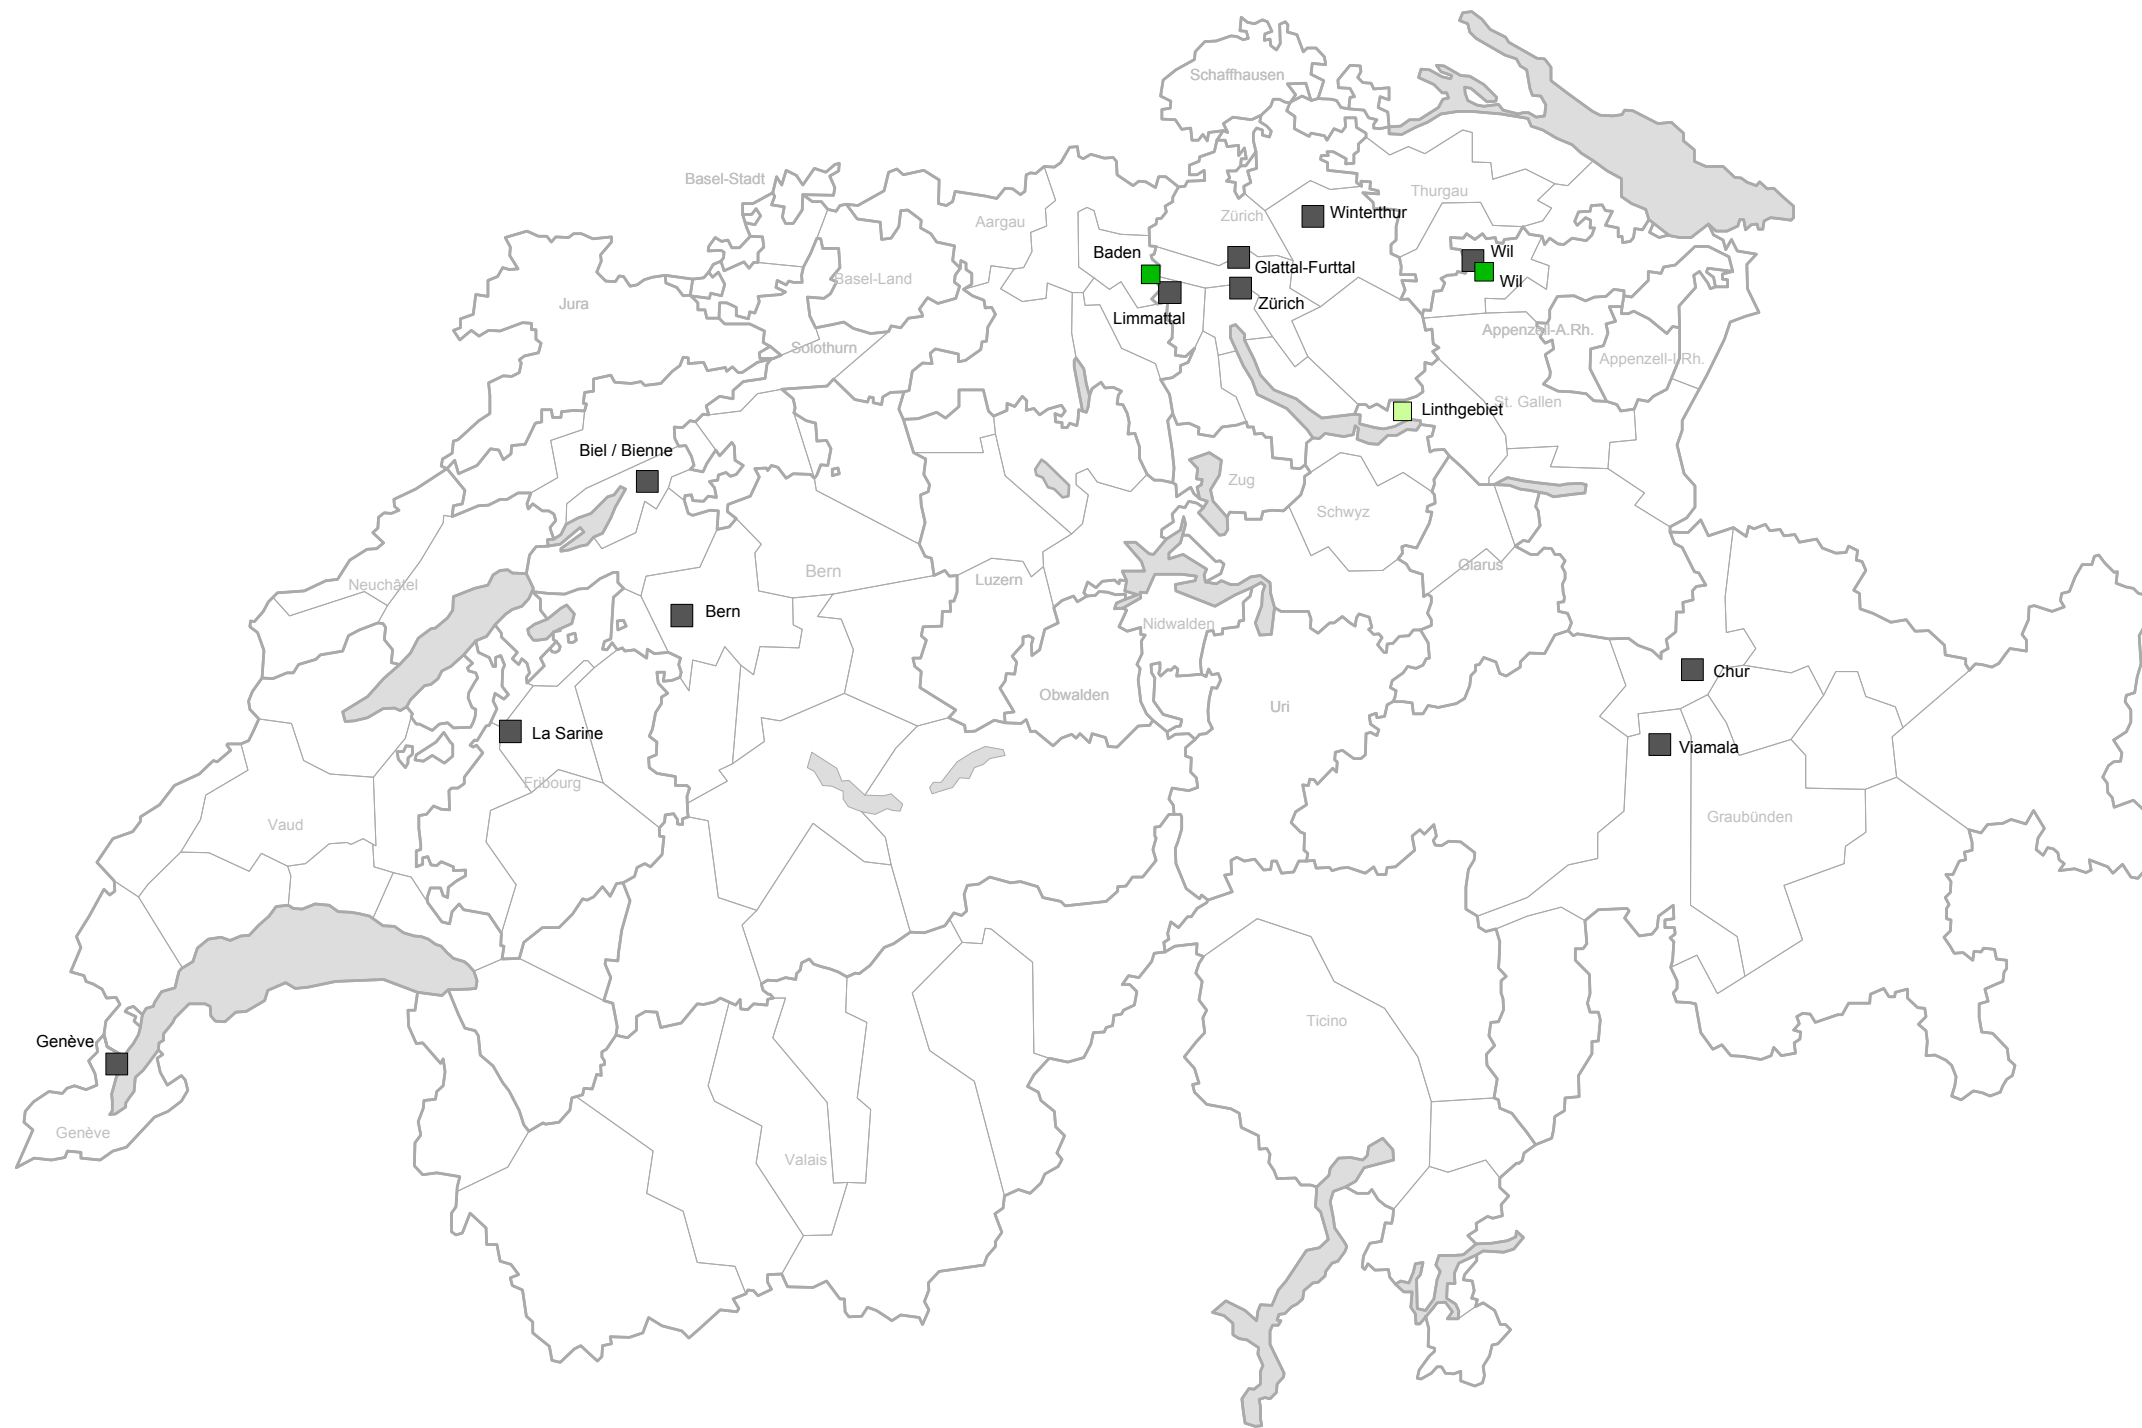 Schaffhausen
Basel-Stadt
Thurgau
Aargau
Zürich
Winterthur
Baden
Wil
Glattal-Furttal
Basel-Land
Wil
Jura
Zürich
Limmattal
Appenzell-A.Rh.
Solothurn
Appenzell-I.Rh.
St. Gallen
Linthgebiet
Biel / Bienne
Zug
Schwyz
Glarus
Bern
Luzern
Neuchâtel
Bern
Nidwalden
Chur
Obwalden
Uri
La Sarine
Viamala
Fribourg
Graubünden
Vaud
Ticino
Genève
Genève
Valais